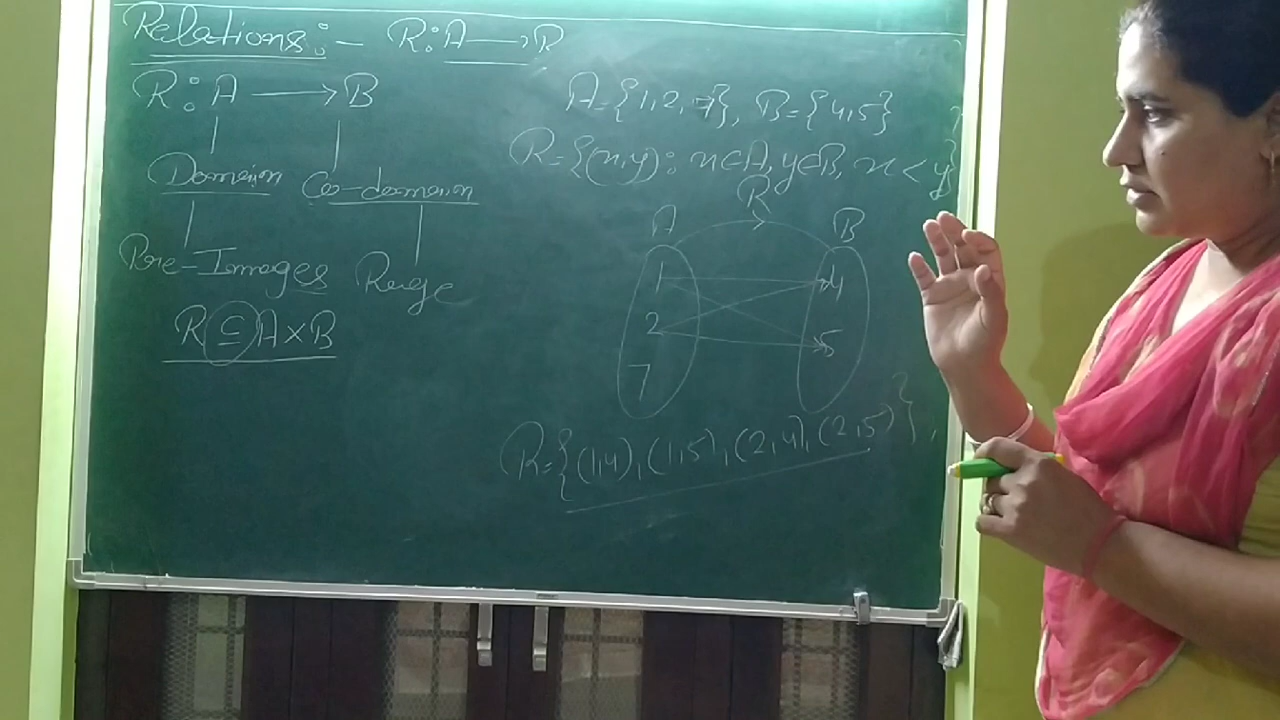 Relations:- R:A→B
R: A → B
Domain Co-domain
Pre-Images Range
R ⊆ A×B
A={1,2,7}, B={4,5}
R={(x,y): x∈A, y∈B, x < y}
R
A B
1 4
2 5
7
R={(1,4),(1,5),(2,4),(2,5)},